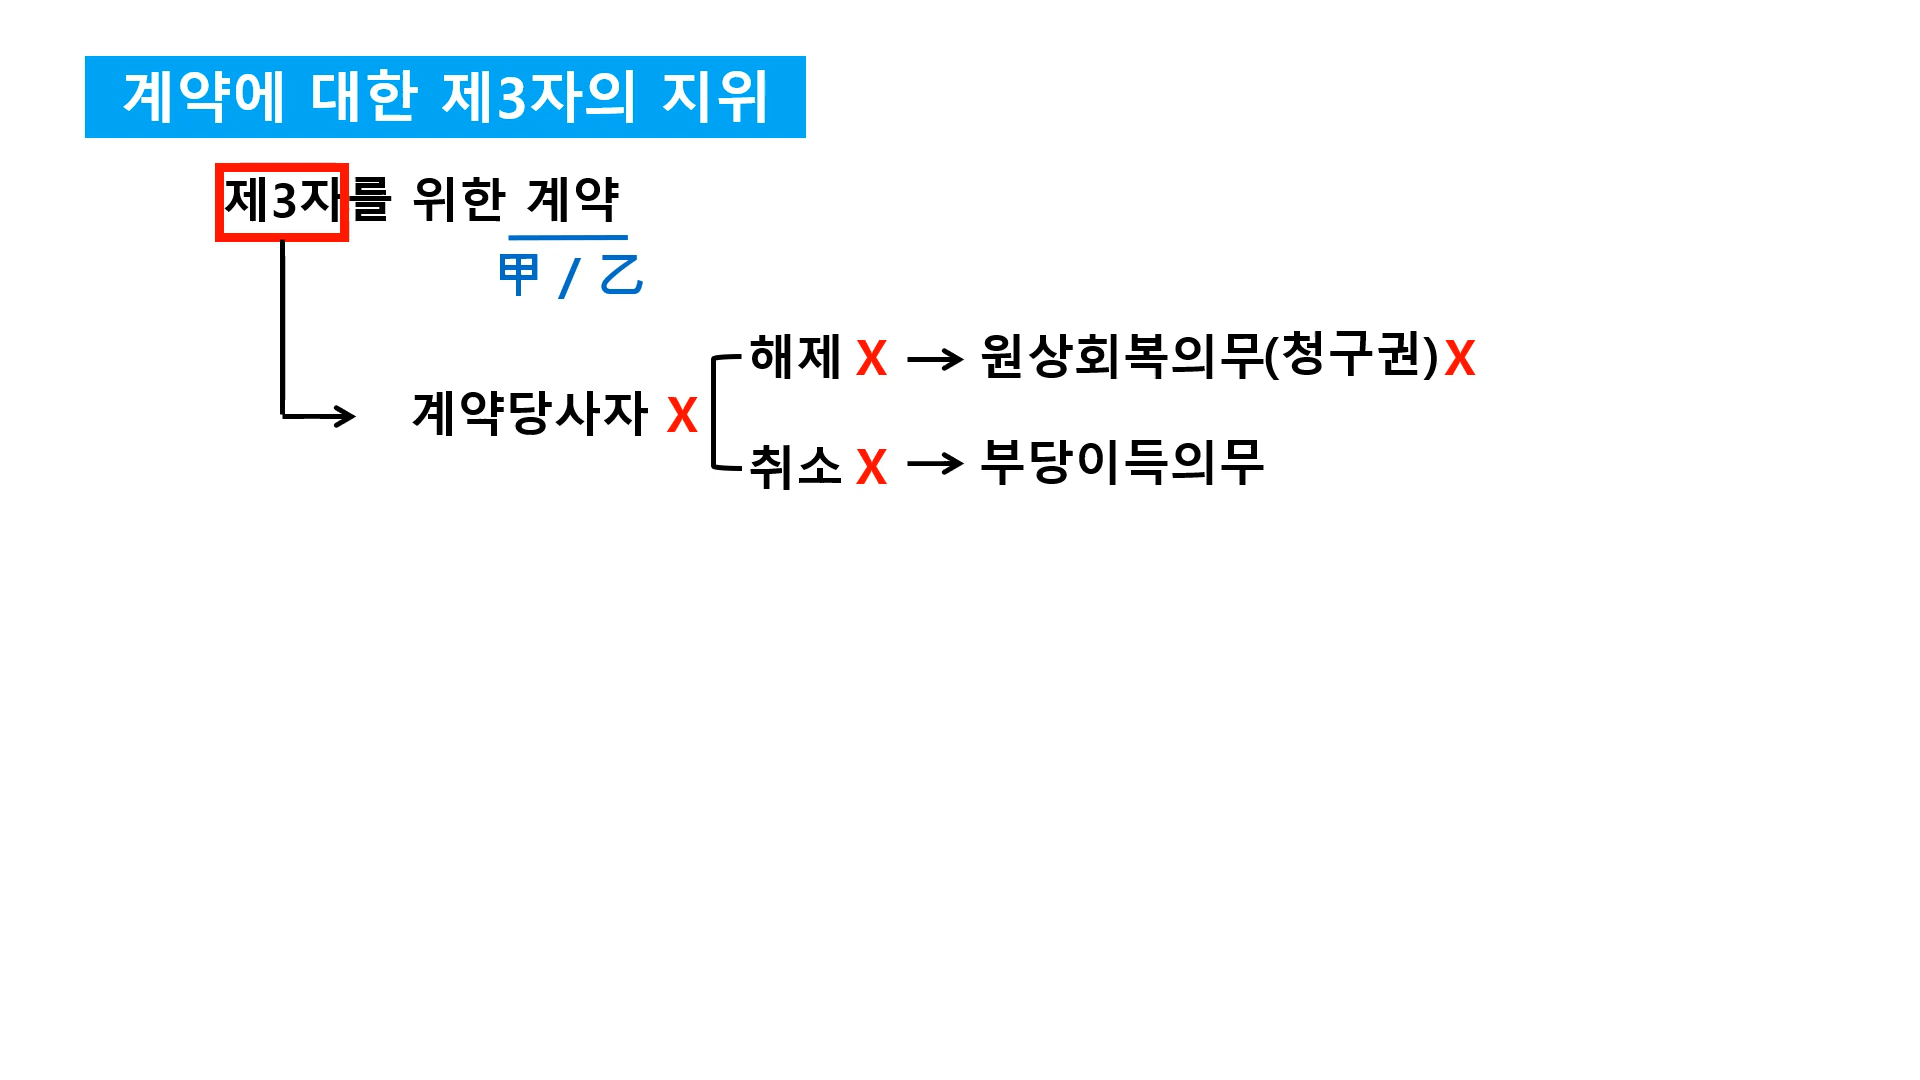 계약에 대한 제3자의 지위
제3자를 위한 계약
甲 / 乙
해제 X → 원상회복의무(청구권) X
계약당사자 X
취소 X → 부당이득의무